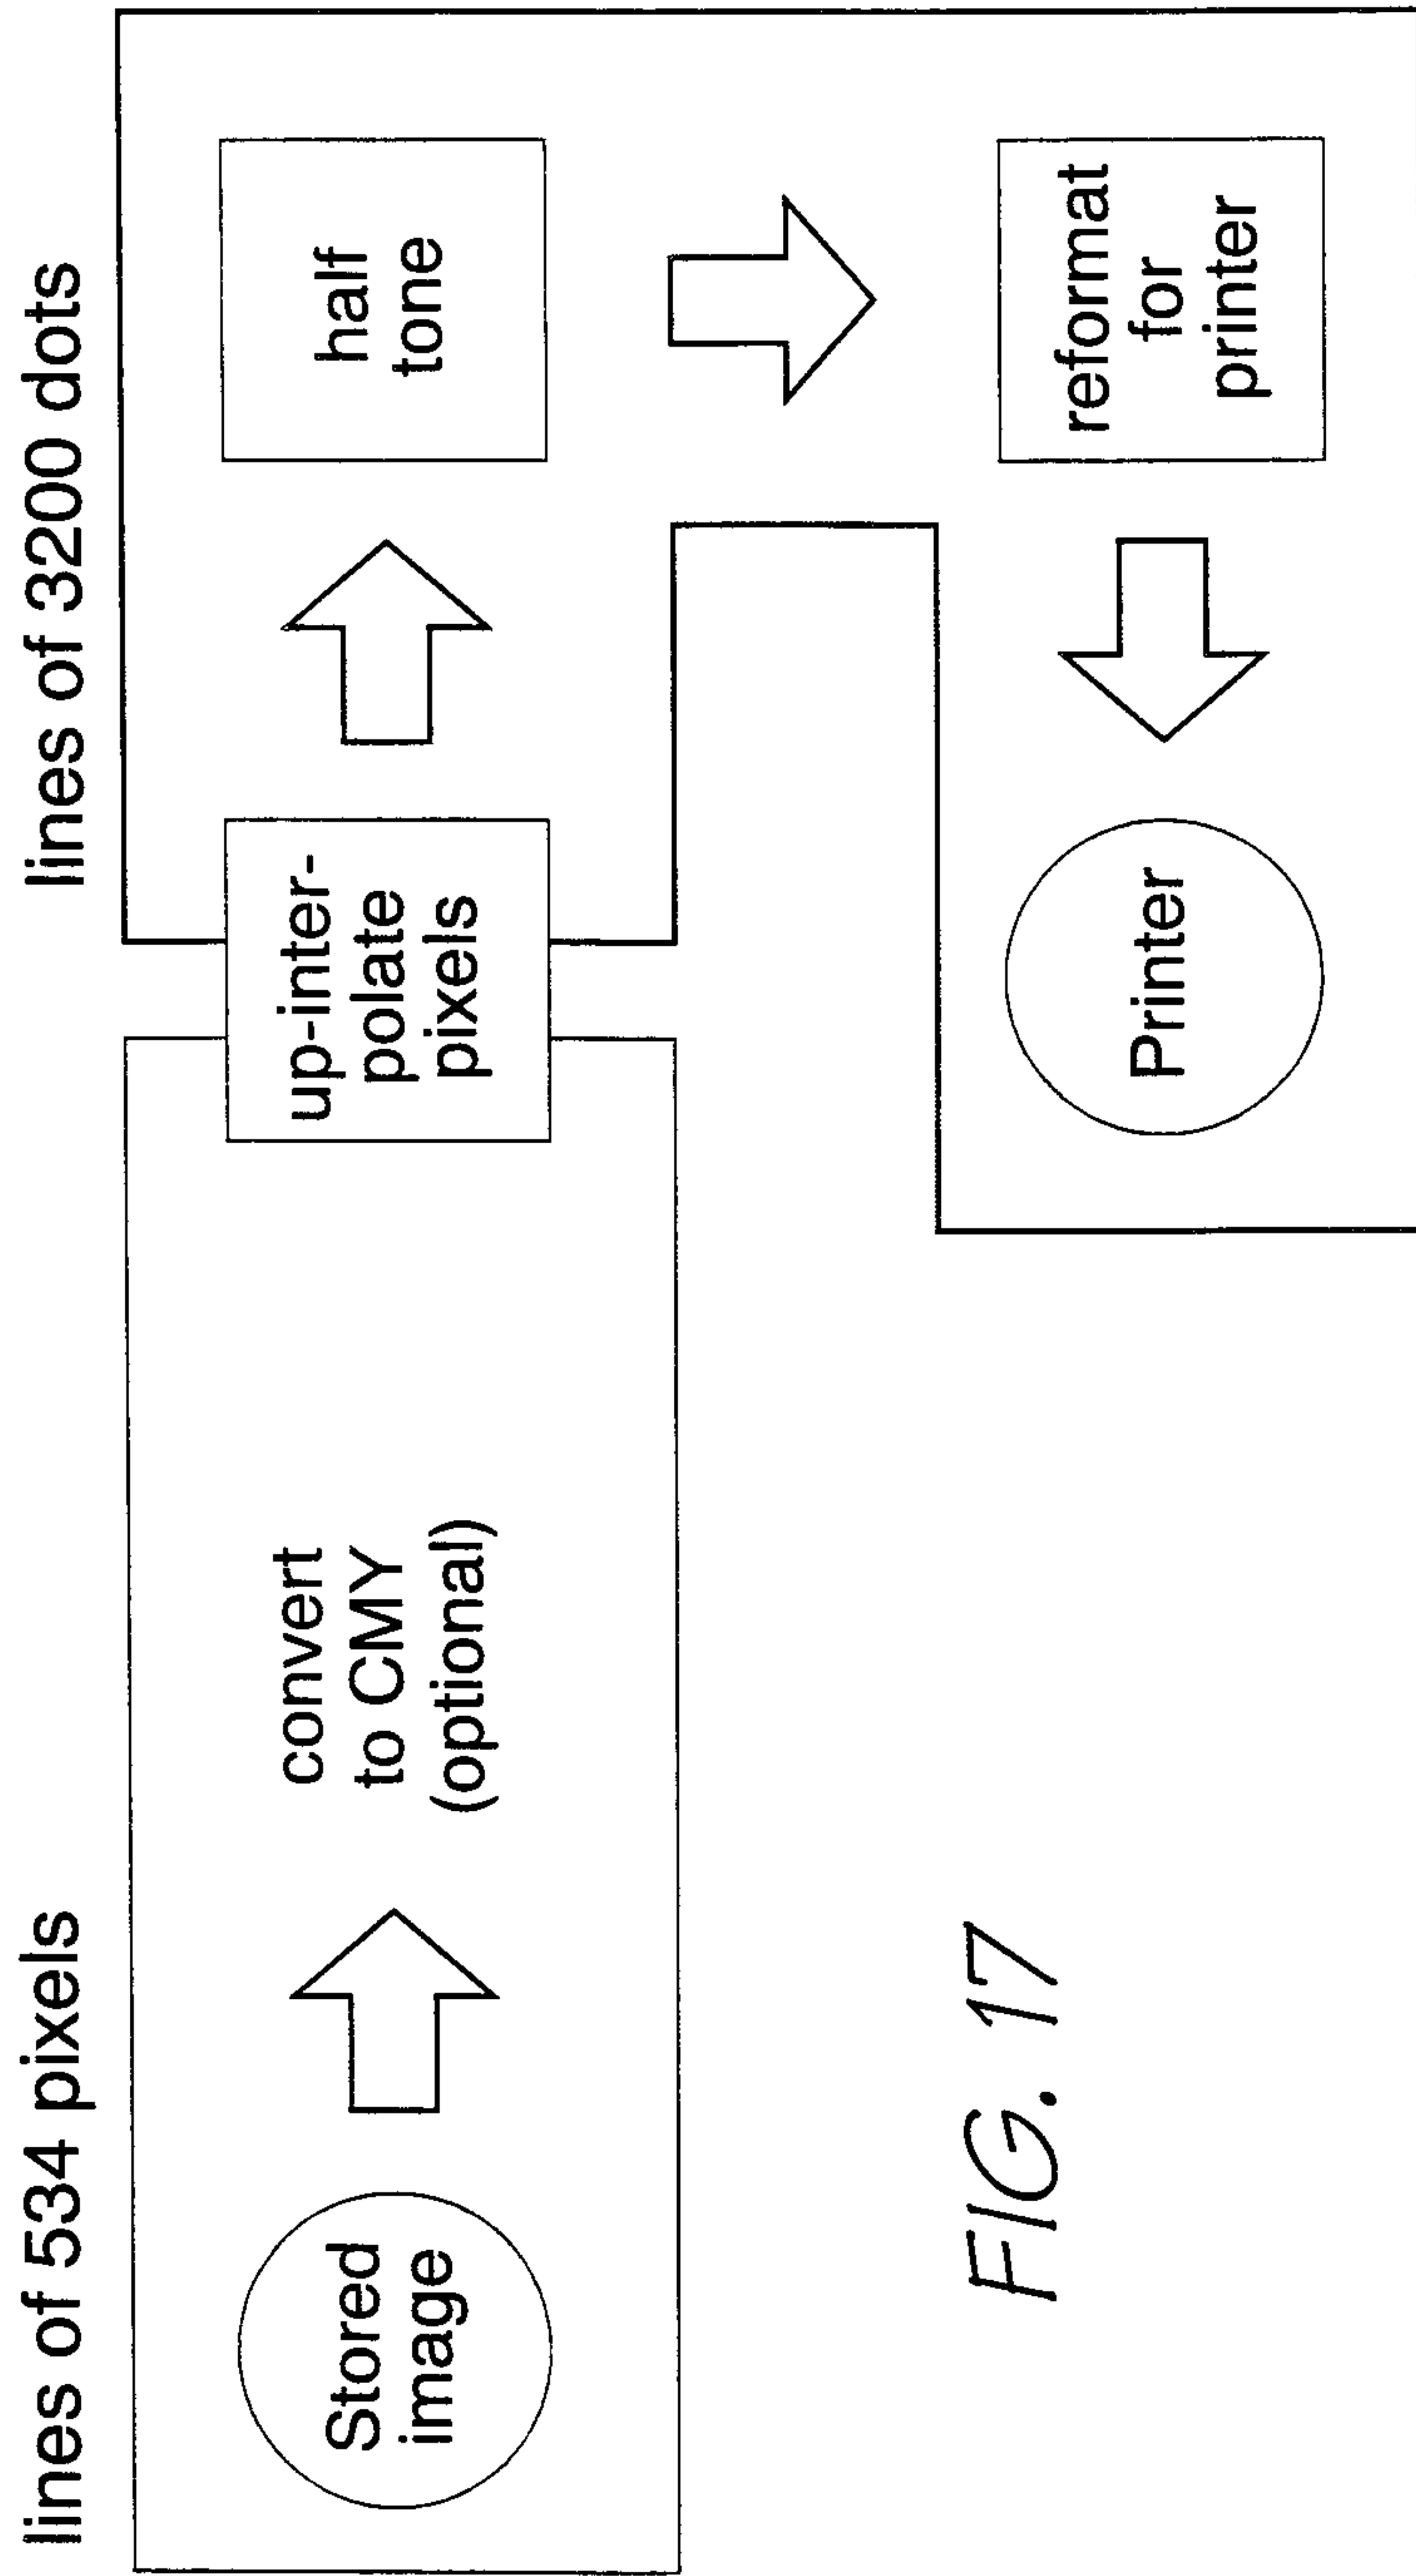 lines of 534 pixels
lines of 3200 dots
Stored
image
convert
to CMY
(optional)
up-inter-
polate
pixels
half
tone
reformat
for
printer
Printer
FIG. 17